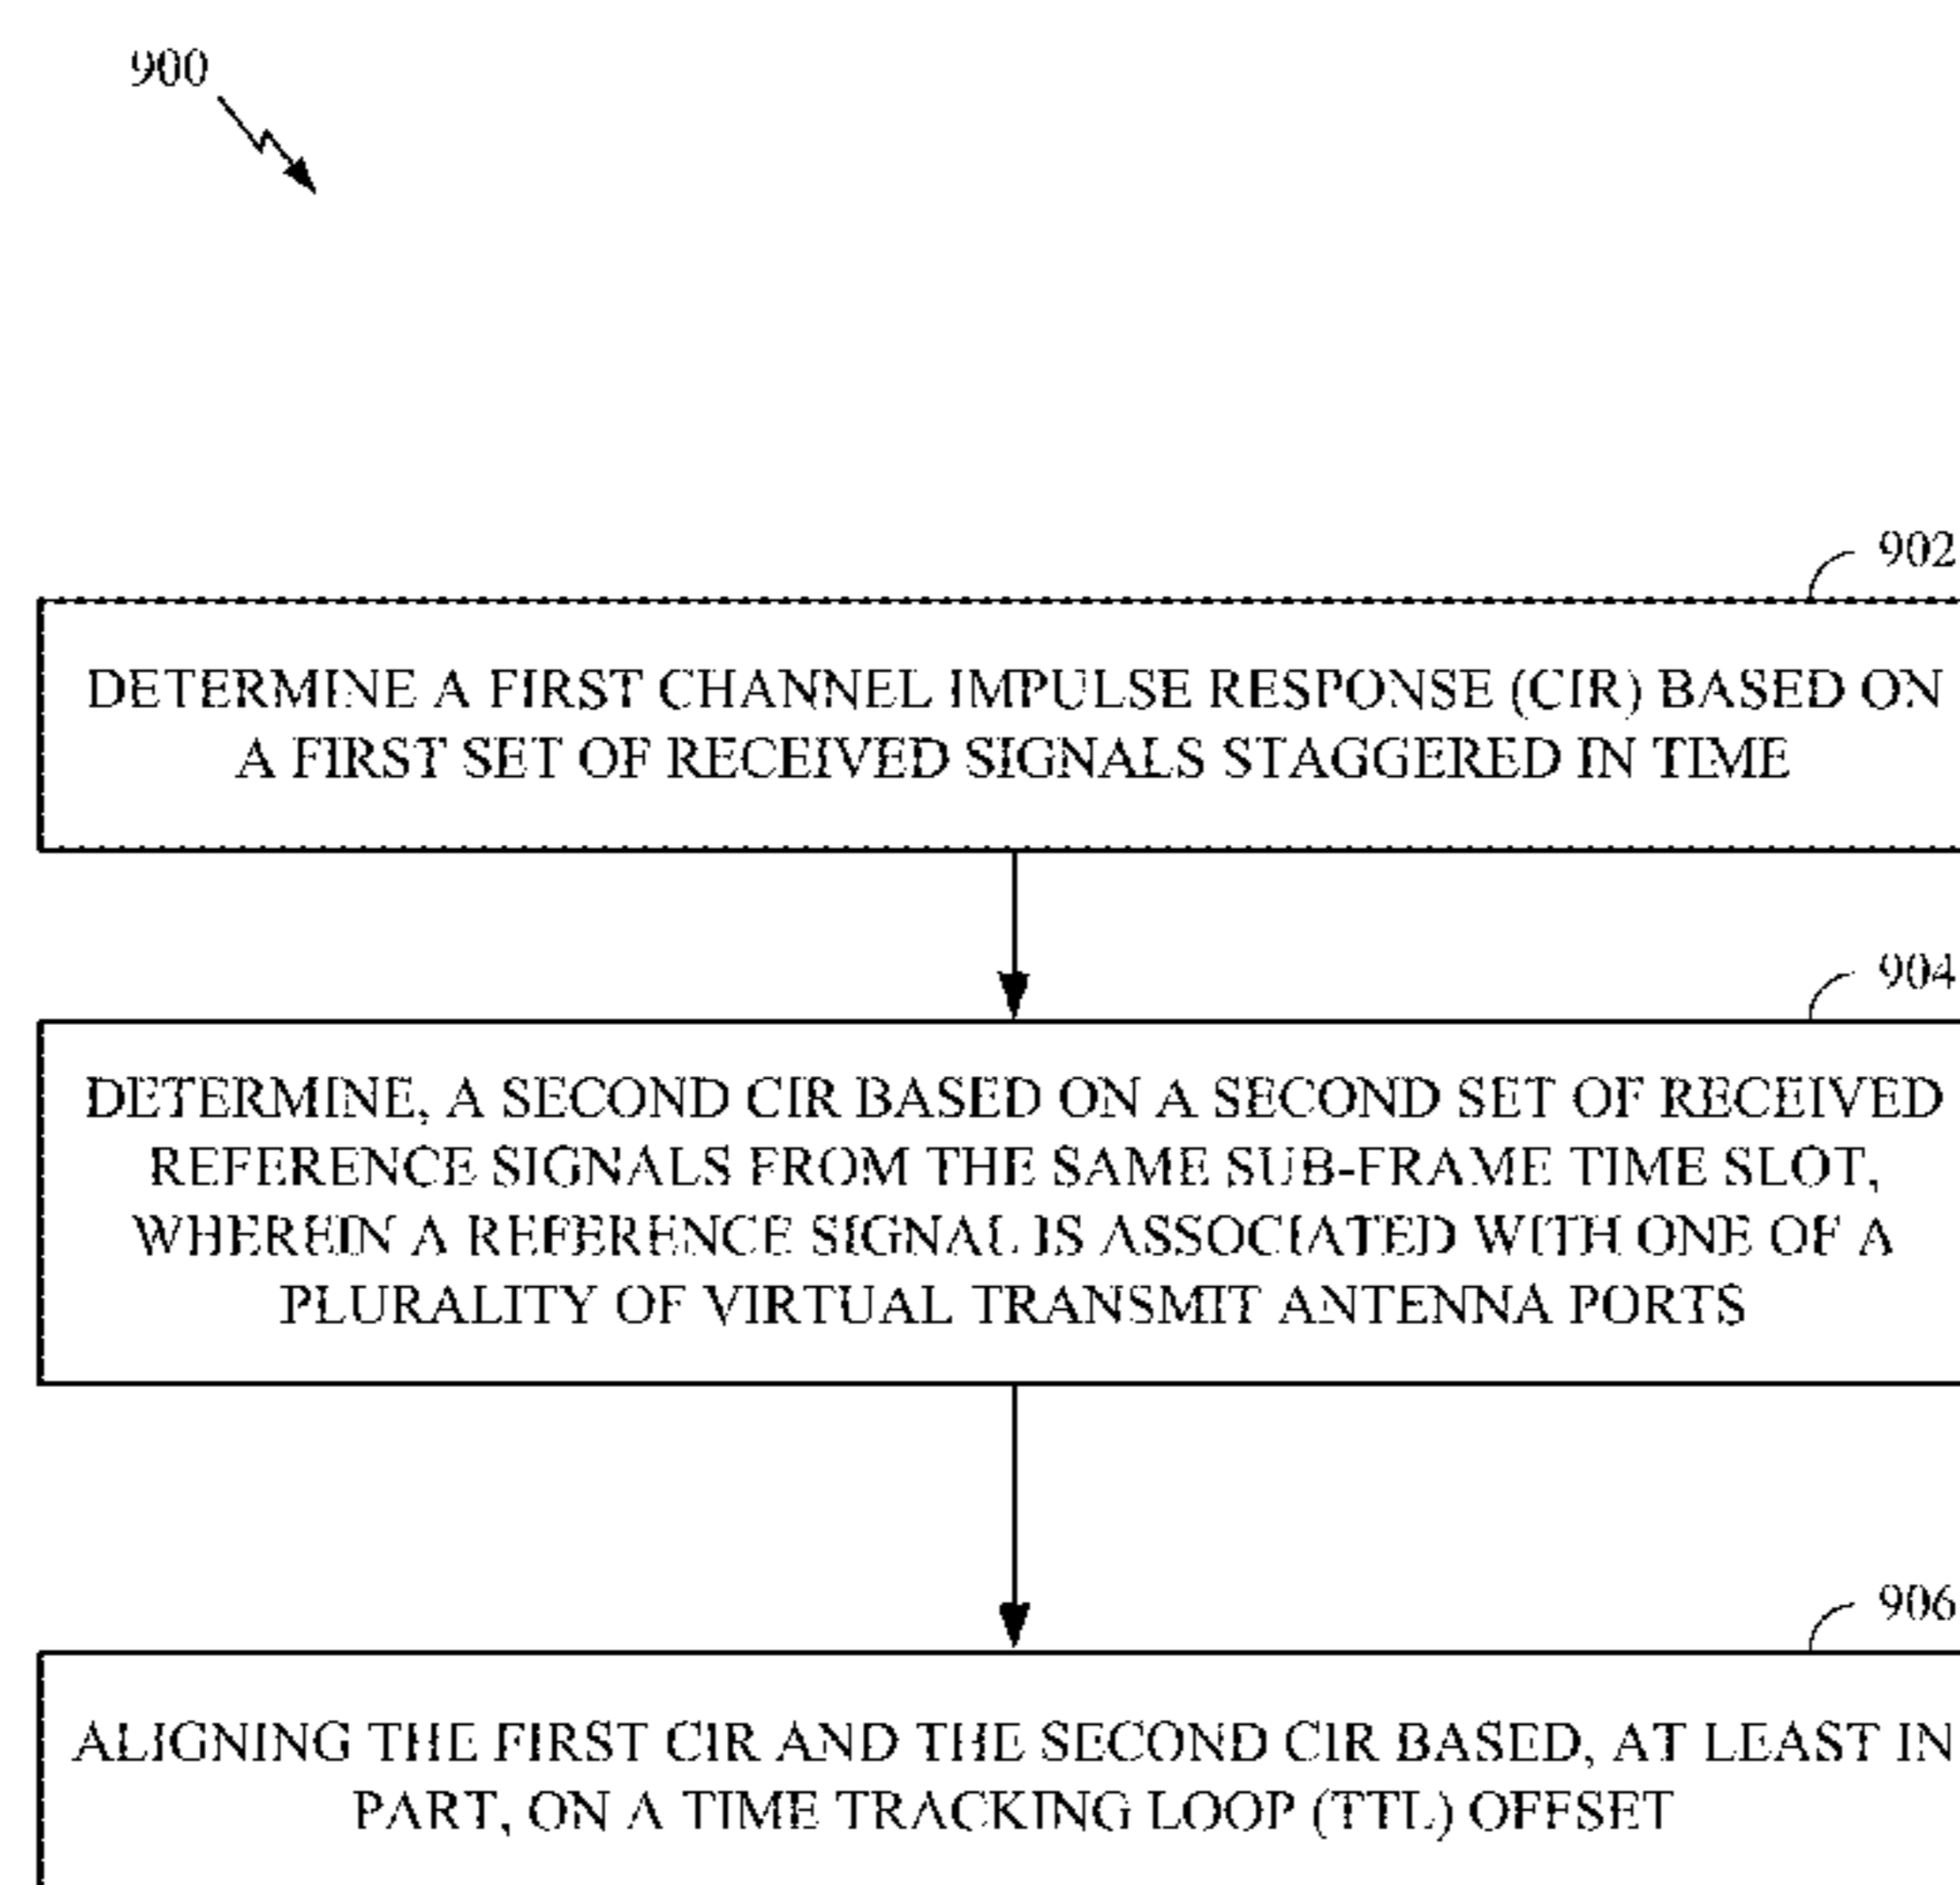 900
902
DETERMINE A FIRST CHANNEL IMPULSE RESPONSE (CIR) BASED ON
A FIRST SET OF RECEIVED SIGNALS STAGGERED IN TIME
904
DETERMINE, A SECOND CIR BASED ON A SECOND SET OF RECEIVED
REFERENCE SIGNALS FROM THE SAME SUB-FRAME TIME SLOT,
WHEREIN A REFERENCE SIGNAL IS ASSOCIATED WITH ONE OF A
PLURALITY OF VIRTUAL TRANSMIT ANTENNA PORTS
906
ALIGNING THE FIRST CIR AND THE SECOND CIR BASED, AT LEAST IN
PART, ON A TIME TRACKING LOOP (TTL) OFFSET